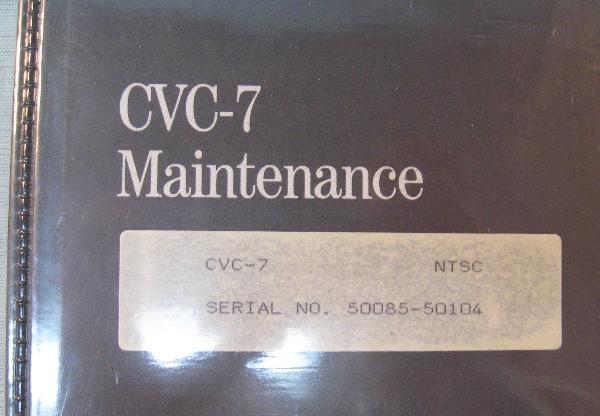 CVC-7
Maintenance
CVC-7 NTSC
SERIAL NO. 50085-50104